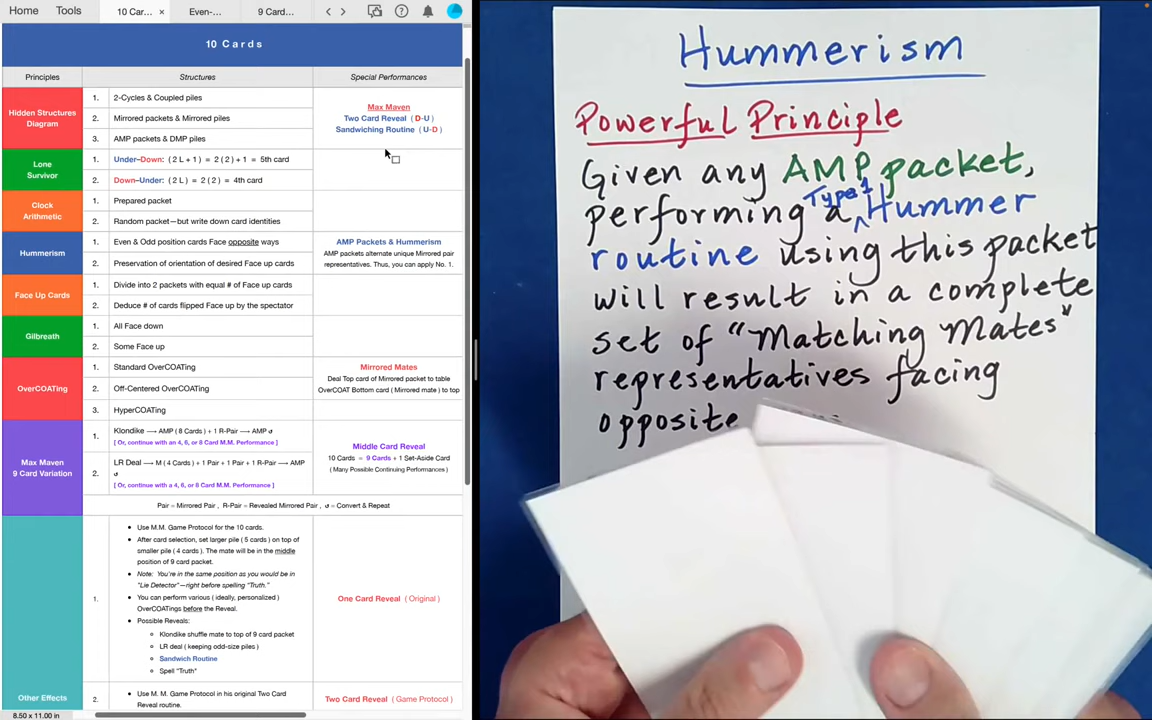 Home Tools 10 Car... × Even-... 9 Card...
10 Cards
Principles Structures Special Performances
Hidden Structures
Diagram
1. 2-Cycles & Coupled piles
2. Mirrored packets & Mirrored piles
3. AMP packets & DMP piles
Max Maven
Two Card Reveal ( D-U )
Sandwiching Routine ( U-D )
Lone
Survivor
1. Under–Down: ( 2 L + 1 ) = 2 ( 2 ) + 1 = 5th card
2. Down–Under: ( 2 L ) = 2 ( 2 ) = 4th card
Clock
Arithmetic
1. Prepared packet
2. Random packet—but write down card identities
Hummerism
1. Even & Odd position cards Face opposite ways
2. Preservation of orientation of desired Face up cards
AMP Packets & Hummerism
AMP packets alternate unique Mirrored pair
representatives. Thus, you can apply No. 1.
Face Up Cards
1. Divide into 2 packets with equal # of Face up cards
2. Deduce # of cards flipped Face up by the spectator
Gilbreath
1. All Face down
2. Some Face up
OverCOATing
1. Standard OverCOATing
2. Off-Centered OverCOATing
3. HyperCOATing
Mirrored Mates
Deal Top card of Mirrored packet to table
OverCOAT Bottom card ( Mirrored mate ) to top
Max Maven
9 Card Variation
1. Klondike → AMP ( 8 Cards ) + 1 R-Pair → AMP ↺
[ Or, continue with an 4, 6, or 8 Card M.M. Performance ]
2. LR Deal → M ( 4 Cards ) + 1 Pair + 1 Pair + 1 R-Pair → AMP
↺
[ Or, continue with a 4, 6, or 8 Card M.M. Performance ]
Middle Card Reveal
10 Cards = 9 Cards + 1 Set-Aside Card
( Many Possible Continuing Performances )
Pair = Mirrored Pair , R-Pair = Revealed Mirrored Pair , ↺ = Convert & Repeat
Other Effects
1.
• Use M.M. Game Protocol for the 10 cards.
• After card selection, set larger pile ( 5 cards ) on top of
smaller pile ( 4 cards ). The mate will be in the middle
position of 9 card packet.
• Note: You're in the same position as you would be in
"Lie Detector"—right before spelling "Truth."
• You can perform various ( ideally, personalized )
OverCOATings before the Reveal.
• Possible Reveals:
○ Klondike shuffle mate to top of 9 card packet
○ LR deal ( keeping odd-size piles )
○ Sandwich Routine
○ Spell "Truth"
One Card Reveal ( Original )
2.
• Use M. M. Game Protocol in his original Two Card
Reveal routine.
Two Card Reveal ( Game Protocol )
8.50 x 11.00 in
Hummerism
Powerful Principle
Given any AMP packet,
performing a Type 1 Hummer
routine using this packet
will result in a complete
set of "Matching Mates"
representatives facing
opposite